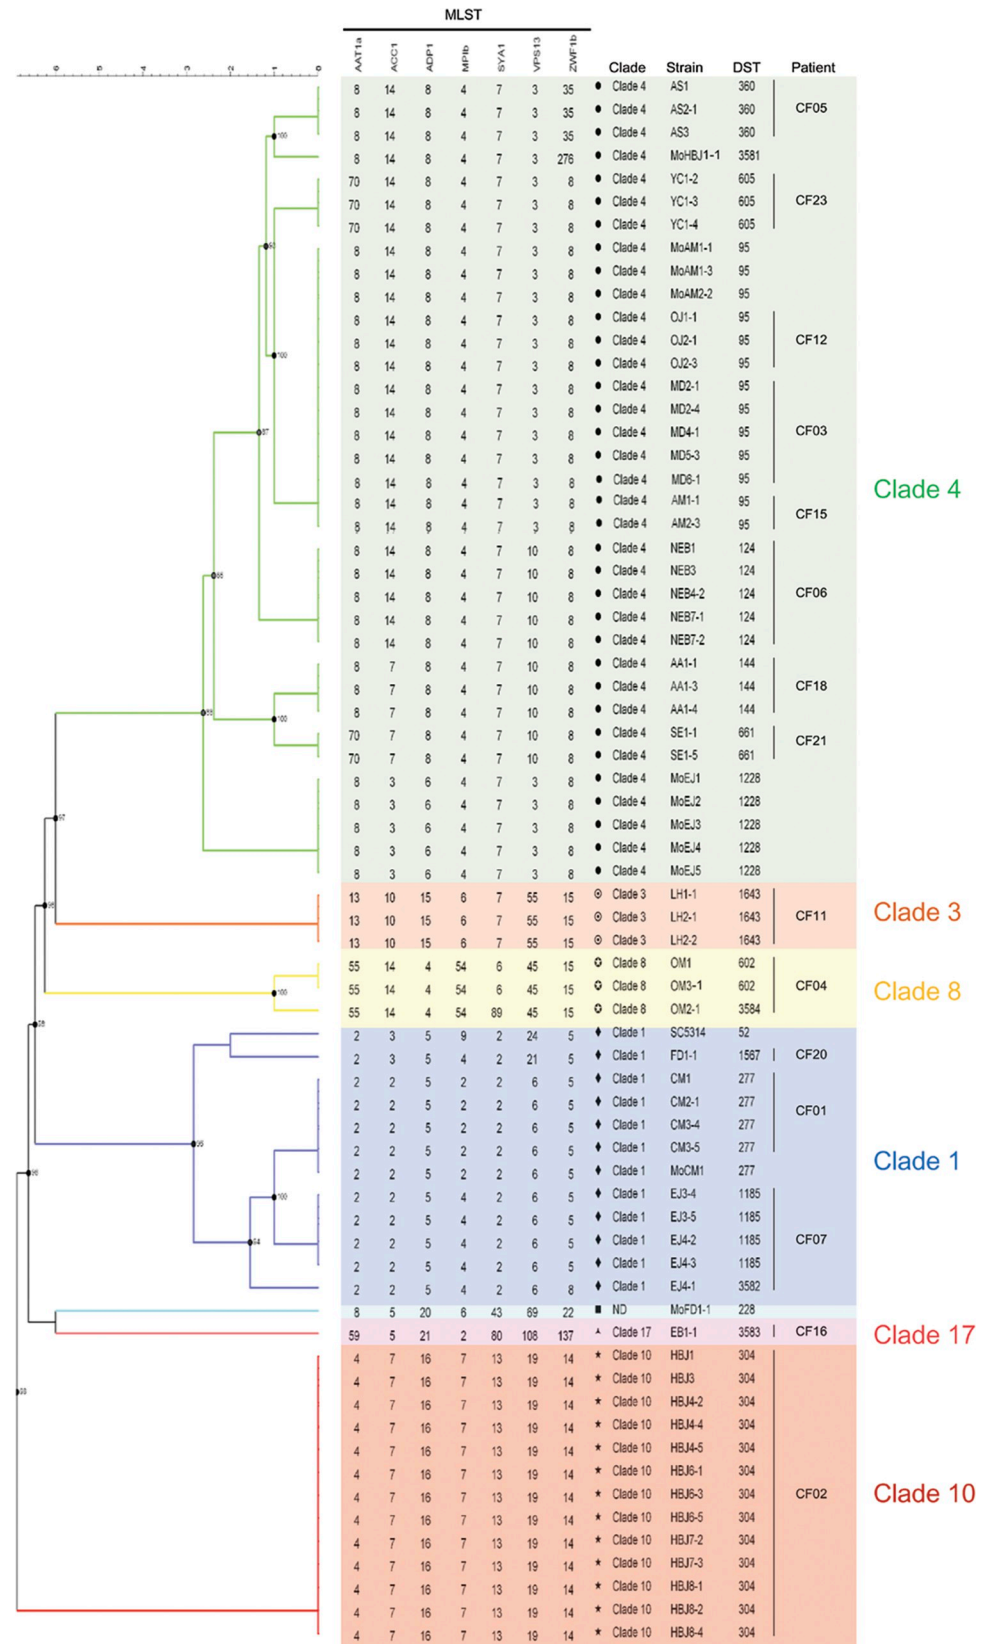 MLST
6 5 4 3 2 1 0 AAT1a ACC1 ADP1 MPIb SYA1 VPS13 ZWF1b Clade Strain DST Patient
8 14 8 4 7 3 35 Clade 4 AS1 360
8 14 8 4 7 3 35 Clade 4 AS2-1 360 CF05
8 14 8 4 7 3 35 Clade 4 AS3 360
8 14 8 4 7 3 276 Clade 4 MoHBJ1-1 3581
70 14 8 4 7 3 8 Clade 4 YC1-2 605
70 14 8 4 7 3 8 Clade 4 YC1-3 605 CF23
70 14 8 4 7 3 8 Clade 4 YC1-4 605
8 14 8 4 7 3 8 Clade 4 MoAM1-1 95
8 14 8 4 7 3 8 Clade 4 MoAM1-3 95
8 14 8 4 7 3 8 Clade 4 MoAM2-2 95
8 14 8 4 7 3 8 Clade 4 OJ1-1 95
8 14 8 4 7 3 8 Clade 4 OJ2-1 95 CF12
8 14 8 4 7 3 8 Clade 4 OJ2-3 95
8 14 8 4 7 3 8 Clade 4 MD2-1 95
8 14 8 4 7 3 8 Clade 4 MD2-4 95
8 14 8 4 7 3 8 Clade 4 MD4-1 95 CF03
8 14 8 4 7 3 8 Clade 4 MD5-3 95
8 14 8 4 7 3 8 Clade 4 MD6-1 95
8 14 8 4 7 3 8 Clade 4 AM1-1 95
8 14 8 4 7 3 8 Clade 4 AM2-3 95 CF15
8 14 8 4 7 10 8 Clade 4 NEB1 124
8 14 8 4 7 10 8 Clade 4 NEB3 124
8 14 8 4 7 10 8 Clade 4 NEB4-2 124 CF06
8 14 8 4 7 10 8 Clade 4 NEB7-1 124
8 14 8 4 7 10 8 Clade 4 NEB7-2 124
8 7 8 4 7 10 8 Clade 4 AA1-1 144
8 7 8 4 7 10 8 Clade 4 AA1-3 144 CF18
8 7 8 4 7 10 8 Clade 4 AA1-4 144
70 7 8 4 7 10 8 Clade 4 SE1-1 661 CF21
70 7 8 4 7 10 8 Clade 4 SE1-5 661
8 3 6 4 7 3 8 Clade 4 MoEJ1 1228
8 3 6 4 7 3 8 Clade 4 MoEJ2 1228
8 3 6 4 7 3 8 Clade 4 MoEJ3 1228
8 3 6 4 7 3 8 Clade 4 MoEJ4 1228
8 3 6 4 7 3 8 Clade 4 MoEJ5 1228
Clade 4
13 10 15 6 7 55 15 Clade 3 LH1-1 1643
13 10 15 6 7 55 15 Clade 3 LH2-1 1643 CF11
13 10 15 6 7 55 15 Clade 3 LH2-2 1643
Clade 3
55 14 4 54 6 45 15 Clade 8 OM1 602
55 14 4 54 6 45 15 Clade 8 OM3-1 602 CF04
55 14 4 54 89 45 15 Clade 8 OM2-1 3584
Clade 8
2 3 5 9 2 24 5 Clade 1 SC5314 52
2 3 5 4 2 21 5 Clade 1 FD1-1 1567 CF20
2 2 5 2 2 6 5 Clade 1 CM1 277
2 2 5 2 2 6 5 Clade 1 CM2-1 277 CF01
2 2 5 2 2 6 5 Clade 1 CM3-4 277
2 2 5 2 2 6 5 Clade 1 CM3-5 277
2 2 5 2 2 6 5 Clade 1 MoCM1 277
2 2 5 4 2 6 5 Clade 1 EJ3-4 1185
2 2 5 4 2 6 5 Clade 1 EJ3-5 1185
2 2 5 4 2 6 5 Clade 1 EJ4-2 1185 CF07
2 2 5 4 2 6 5 Clade 1 EJ4-3 1185
2 2 5 4 2 6 8 Clade 1 EJ4-1 3582
Clade 1
8 5 20 6 43 69 22 ND MoFD1-1 228
59 5 21 2 80 108 137 Clade 17 EB1-1 3583 CF16
Clade 17
4 7 16 7 13 19 14 Clade 10 HBJ1 304
4 7 16 7 13 19 14 Clade 10 HBJ3 304
4 7 16 7 13 19 14 Clade 10 HBJ4-2 304
4 7 16 7 13 19 14 Clade 10 HBJ4-4 304
4 7 16 7 13 19 14 Clade 10 HBJ4-5 304
4 7 16 7 13 19 14 Clade 10 HBJ6-1 304
4 7 16 7 13 19 14 Clade 10 HBJ6-3 304 CF02
4 7 16 7 13 19 14 Clade 10 HBJ6-5 304
4 7 16 7 13 19 14 Clade 10 HBJ7-2 304
4 7 16 7 13 19 14 Clade 10 HBJ7-3 304
4 7 16 7 13 19 14 Clade 10 HBJ8-1 304
4 7 16 7 13 19 14 Clade 10 HBJ8-2 304
4 7 16 7 13 19 14 Clade 10 HBJ8-4 304
Clade 10
100
100
100
100
100